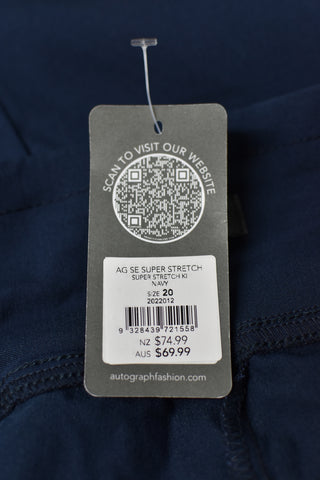 SCAN TO VISIT OUR WEBSITE
AG SE SUPER STRETCH
SUPER STRETCH KI
NAVY
SIZE 20
2022012
9 328439 721558
NZ $74.99
AUS $69.99
autographfashion.com